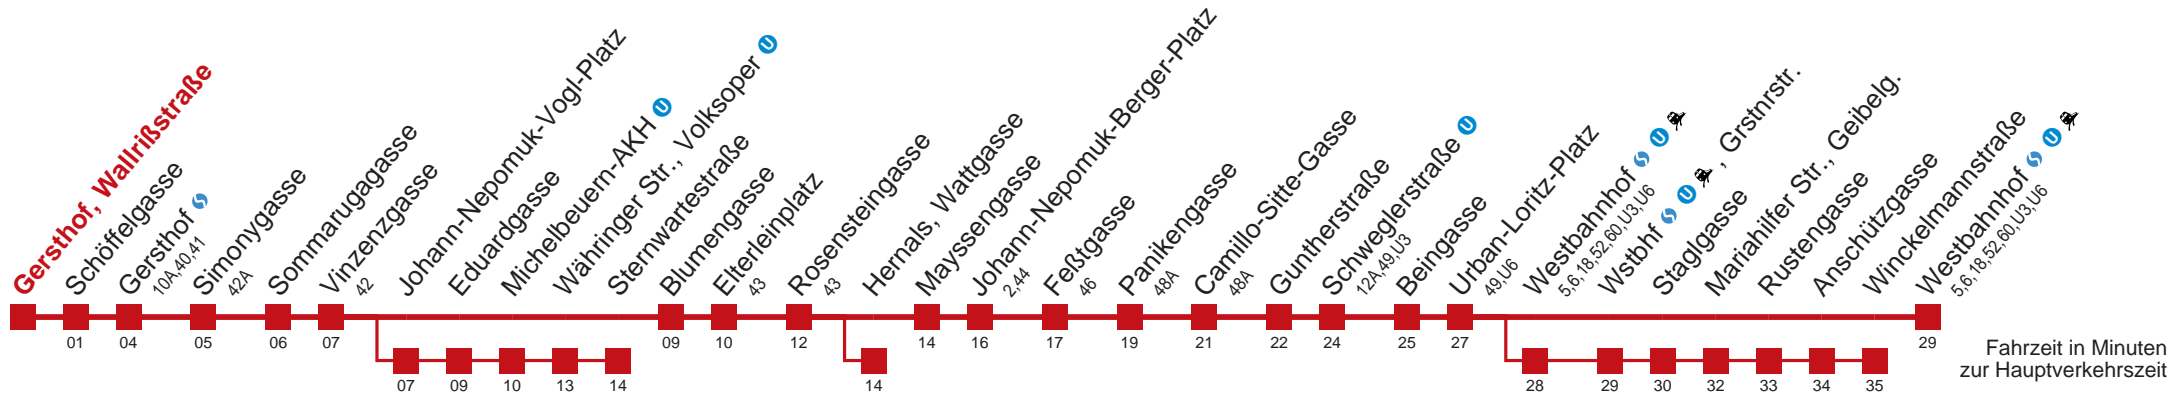 Gersthof, Wallrißstraße
Schöffelgasse
Gersthof
10A,40,41
Simonygasse
42A
Sommarugagasse
Vinzenzgasse
42
Johann-Nepomuk-Vogl-Platz
Eduardgasse
Michelbeuern-AKH U
Währinger Str., Volksoper U
Sternwartestraße
Blumengasse
Elterleinplatz
43
Rosensteingasse
43
Hernals, Wattgasse
Mayssengasse
Johann-Nepomuk-Berger-Platz
2,44
Feßtgasse
46
Panikengasse
48A
Camillo-Sitte-Gasse
48A
Guntherstraße
Schweglerstraße U
12A,49,U3
Beingasse
Urban-Loritz-Platz
49,U6
Westbahnhof U
5,6,18,52,60,U3,U6
Wstbhf U , Grstnrstr.
Staglgasse
Mariahilfer Str., Geibelg.
Rustengasse
Anschützgasse
Winckelmannstraße
Westbahnhof U
5,6,18,52,60,U3,U6
01 04 05 06 07 09 10 12 14 16 17 19 21 22 24 25 27 29
07 09 10 13 14 14 28 29 30 32 33 34 35
Fahrzeit in Minuten
zur Hauptverkehrszeit